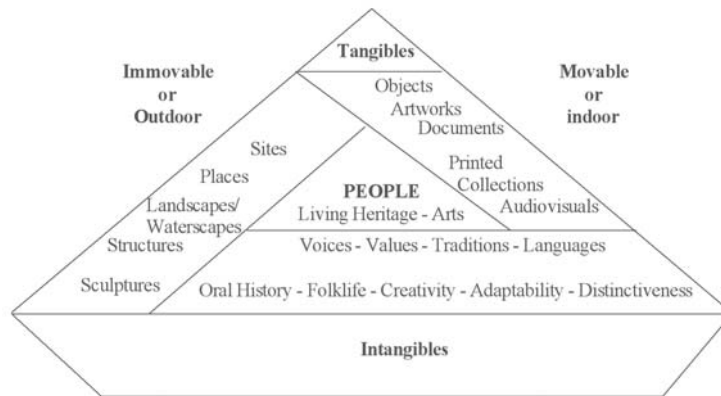 Tangibles
Immovable
or
Outdoor
Movable
or
indoor
Objects
Artworks
Documents
Printed
Collections
Audiovisuals
Sites
Places
Landscapes/
Waterscapes
Structures
Sculptures
PEOPLE
Living Heritage - Arts
Voices - Values - Traditions - Languages
Oral History - Folklife - Creativity - Adaptability - Distinctiveness
Intangibles